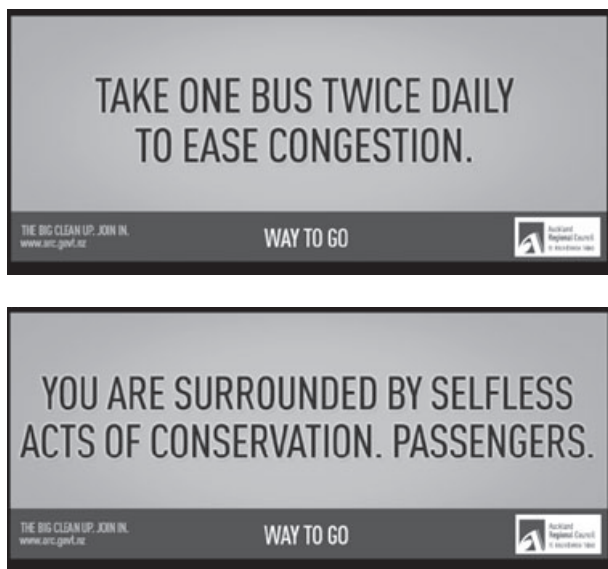 TAKE ONE BUS TWICE DAILY
TO EASE CONGESTION.
THE BIG CLEAN UP. JOIN IN.
www.arc.govt.nz
WAY TO GO
Auckland
Regional Council
YOU ARE SURROUNDED BY SELFLESS
ACTS OF CONSERVATION. PASSENGERS.
THE BIG CLEAN UP. JOIN IN.
www.arc.govt.nz
WAY TO GO
Auckland
Regional Council